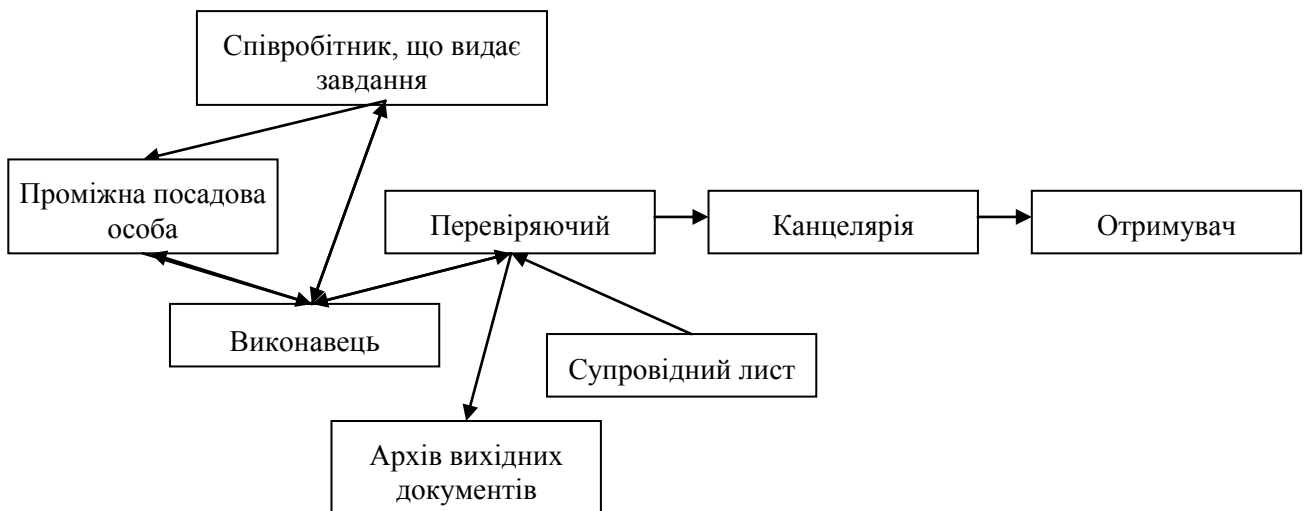 Співробітник, що видає
завдання
Проміжна посадова
особа
Перевіряючий
Канцелярія
Отримувач
Виконавець
Супровідний лист
Архів вихідних
документів